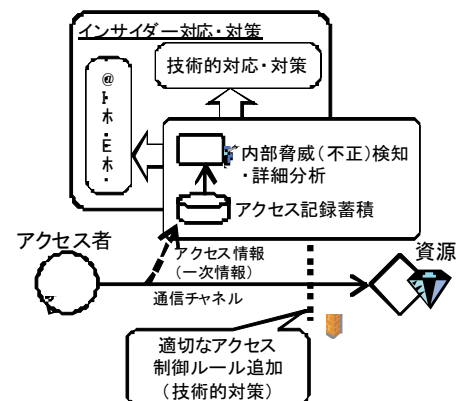 インサイダー対応・対策
技術的対応・対策
内部脅威（不正）検知
・詳細分析
アクセス記録蓄積
アクセス者
アクセス情報
（一次情報）
通信チャネル
資源
適切なアクセス
制御ルール追加
（技術的対策）